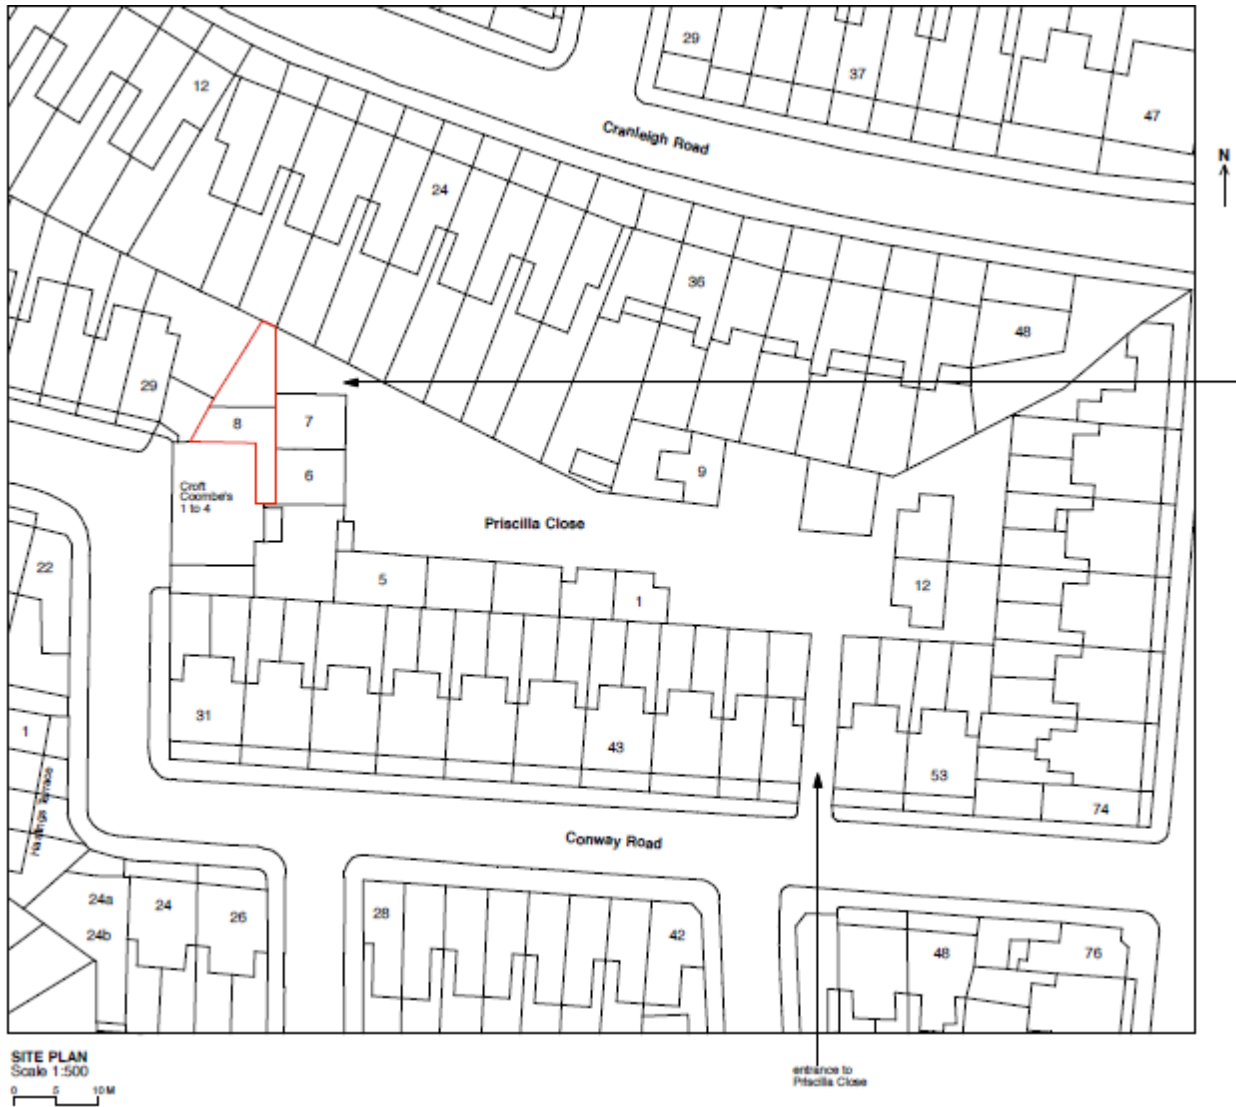 29
37
47
12
Cranleigh Road
N
24
36
48
29
8
7
6
9
Croft
Coombe's
1 to 4
Priscilla Close
22
5
1
12
31
43
53
1
Hastings Terrace
74
Conway Road
24a
24
26
28
42
48
76
24b
SITE PLAN
Scale 1:500
0 5 10 M
entrance to
Priscilla Close